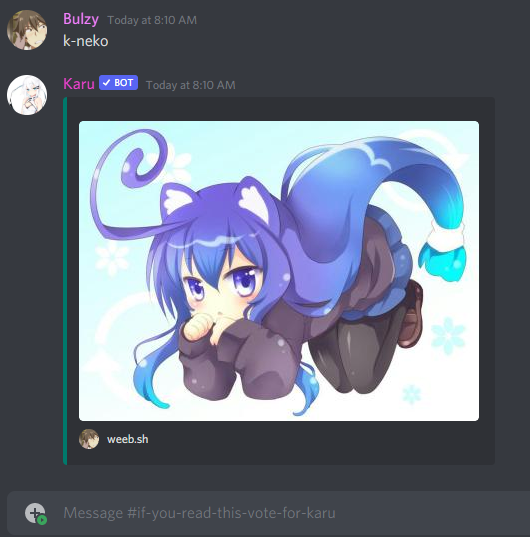 Bulzy Today at 8:10 AM
k-neko
Karu ✓ BOT Today at 8:10 AM
weeb.sh
Message #if-you-read-this-vote-for-karu